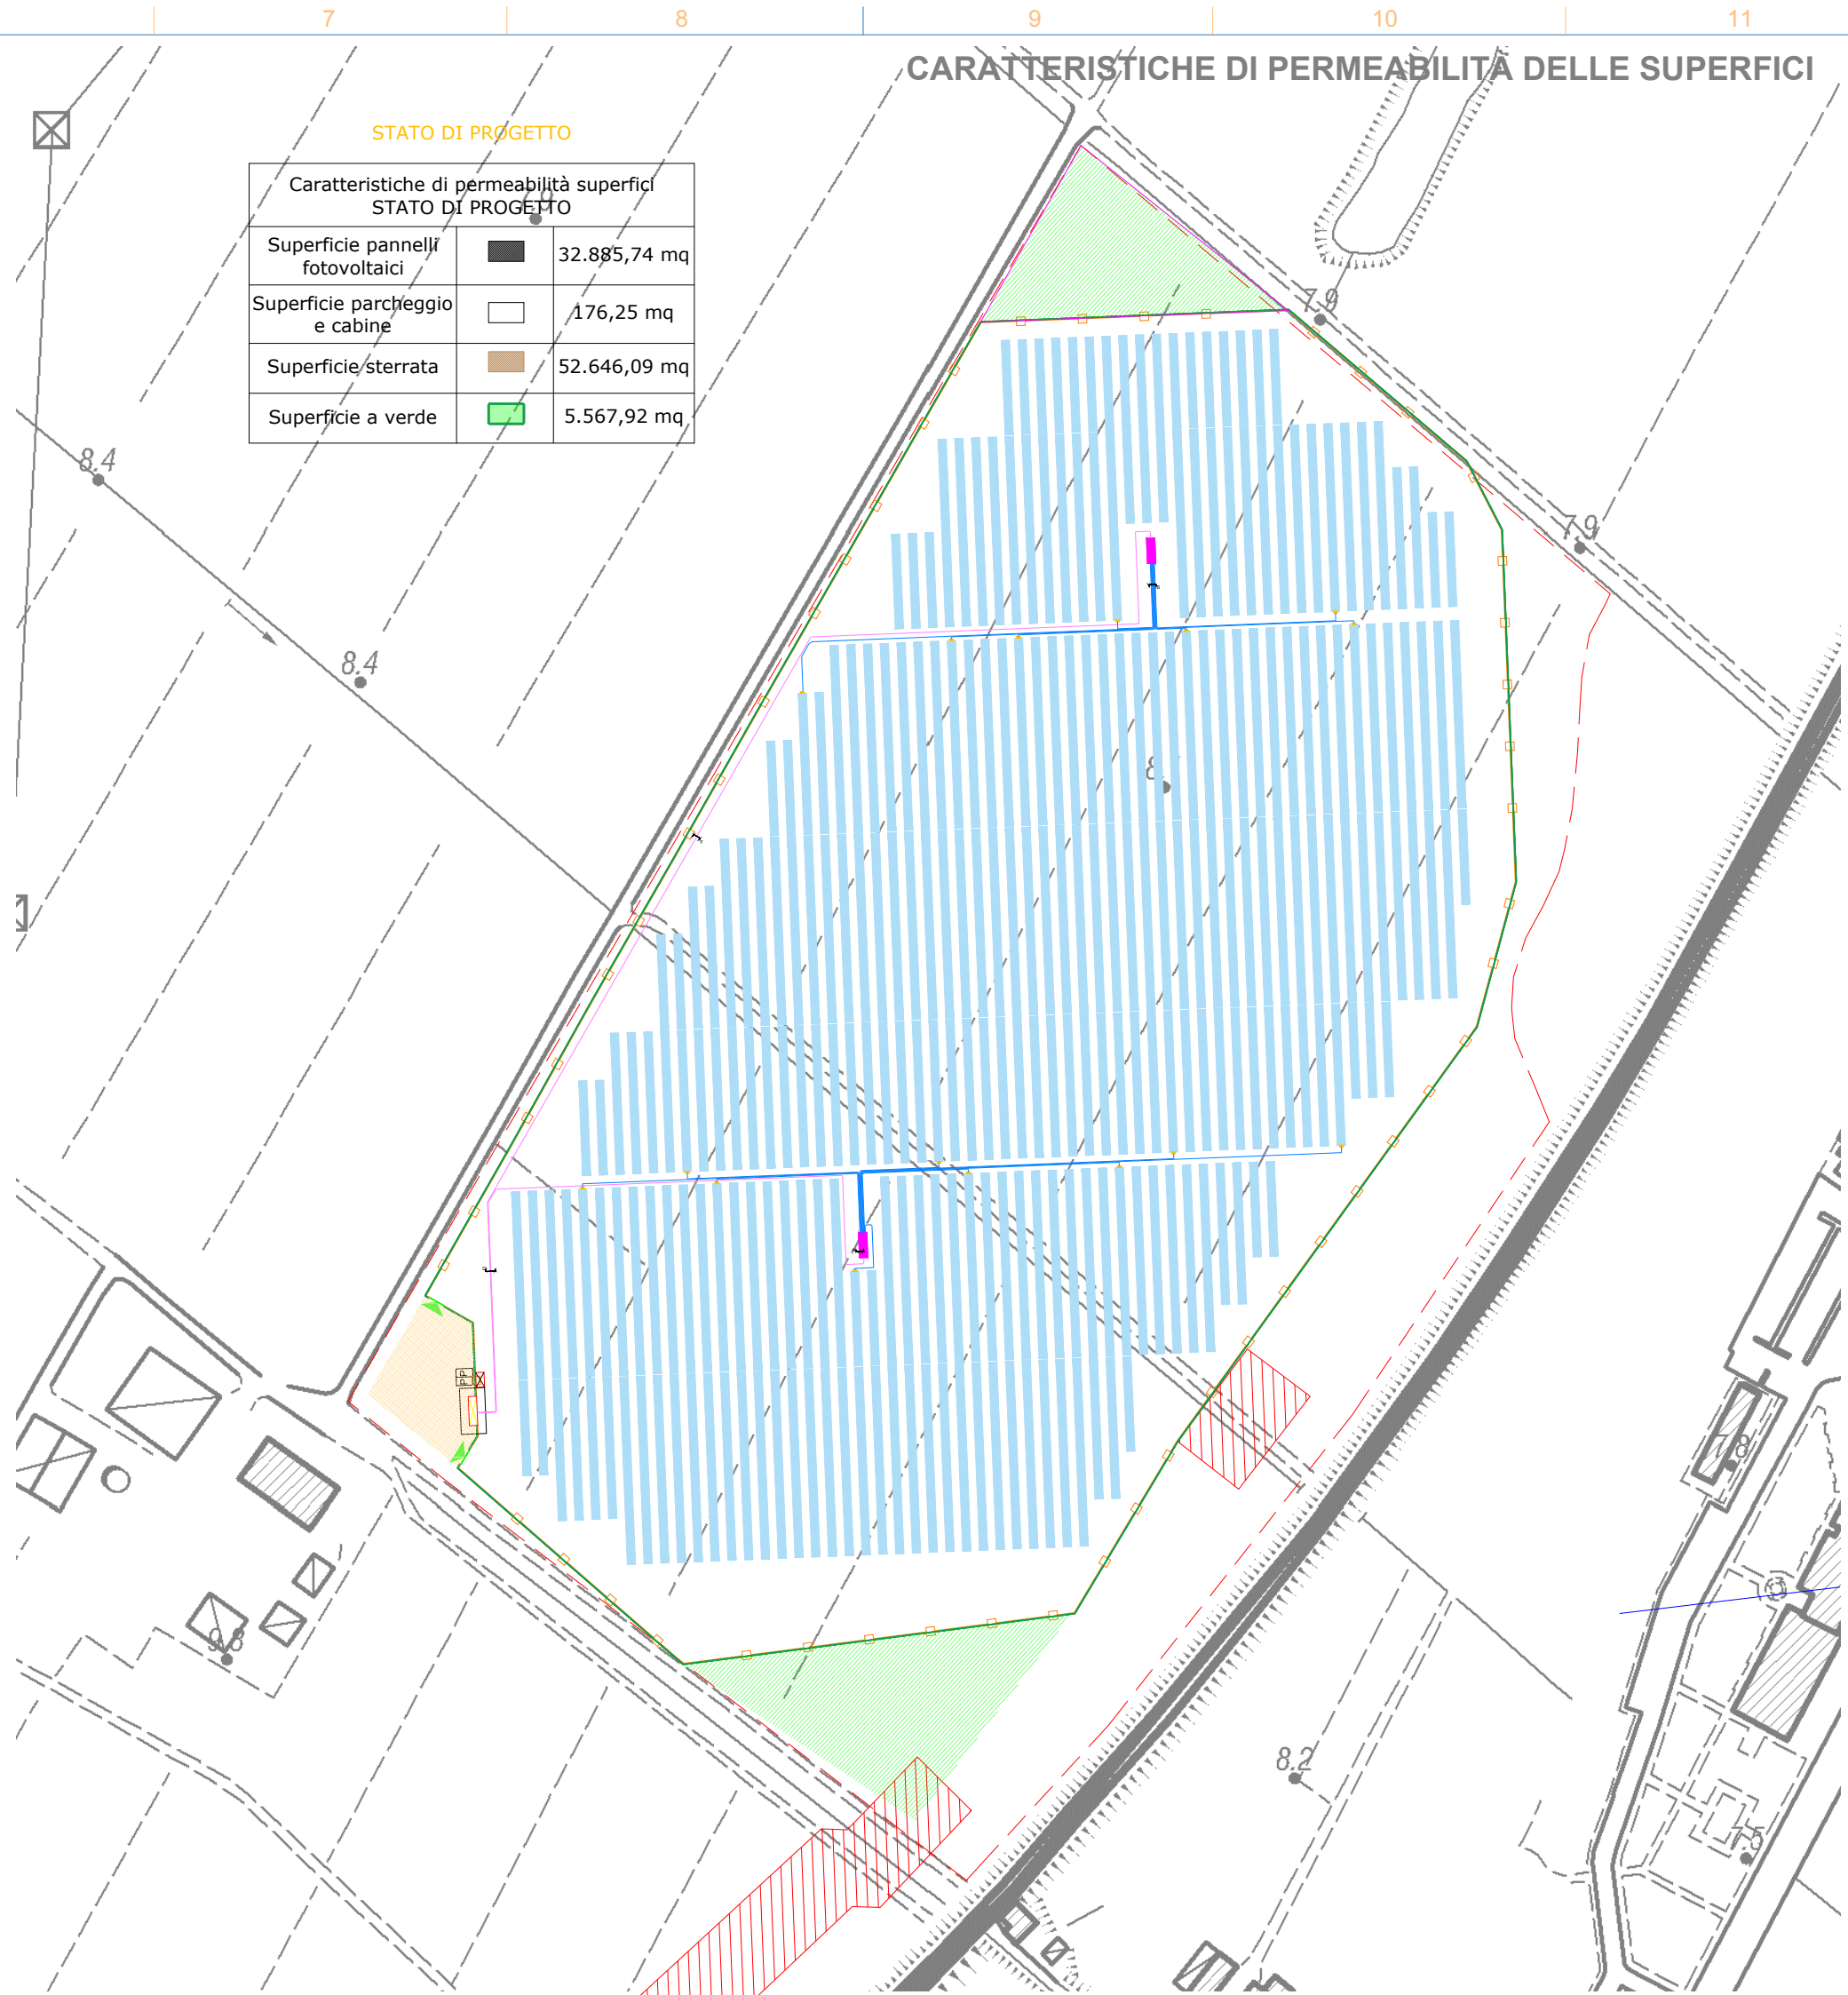 7 8 9 10 11
CARATTERISTICHE DI PERMEABILITÀ DELLE SUPERFICI
STATO DI PROGETTO
Caratteristiche di permeabilità superfici
STATO DI PROGETTO
Superficie pannelli
fotovoltaici
32.885,74 mq
Superficie parcheggio
e cabine
176,25 mq
Superficie sterrata
52.646,09 mq
Superficie a verde
5.567,92 mq
7.9
7.9
8.4
7.9
8.4
8.
7.8
9.8
8.2
7.5